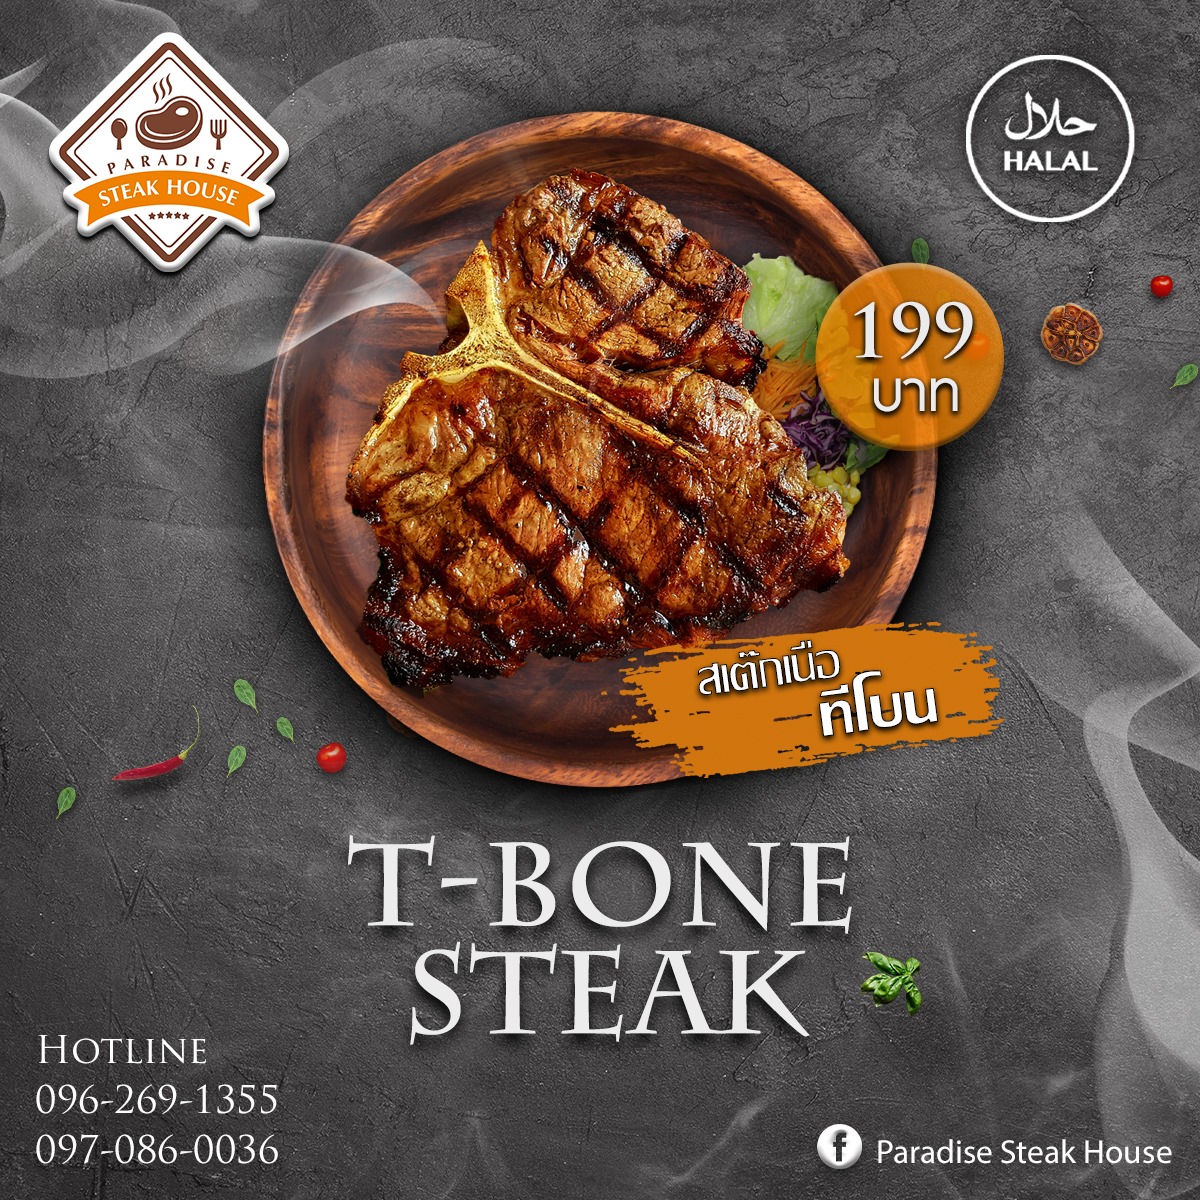 PARADISE
STEAK HOUSE
حلال
HALAL
199
บาท
สเต๊กเนื้อ
ทีโบน
T-BONE
STEAK
HOTLINE
096-269-1355
097-086-0036
f Paradise Steak House